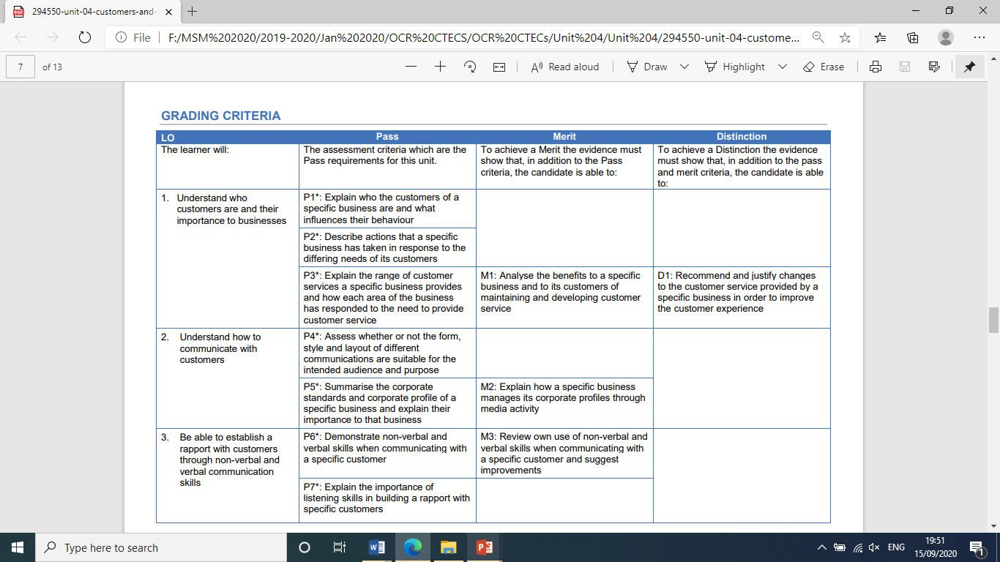 294550-unit-04-customers-and-
File
F:/MSM%202020/2019-2020/Jan%202020/OCR%20CTECS/OCR%20CTECs/Unit%204/Unit%204/294550-unit-04-custome...
7
of 13
Read aloud
Draw
Highlight
Erase
GRADING CRITERIA
LO
Pass
Merit
Distinction
The learner will:
The assessment criteria which are the
Pass requirements for this unit.
To achieve a Merit the evidence must
show that, in addition to the Pass
criteria, the candidate is able to:
To achieve a Distinction the evidence
must show that, in addition to the pass
and merit criteria, the candidate is able
to:
1. Understand who
customers are and their
importance to businesses
P1*: Explain who the customers of a
specific business are and what
influences their behaviour
P2*: Describe actions that a specific
business has taken in response to the
differing needs of its customers
P3*: Explain the range of customer
services a specific business provides
and how each area of the business
has responded to the need to provide
customer service
M1: Analyse the benefits to a specific
business and to its customers of
maintaining and developing customer
service
D1: Recommend and justify changes
to the customer service provided by a
specific business in order to improve
the customer experience
2. Understand how to
communicate with
customers
P4*: Assess whether or not the form,
style and layout of different
communications are suitable for the
intended audience and purpose
P5*: Summarise the corporate
standards and corporate profile of a
specific business and explain their
importance to that business
M2: Explain how a specific business
manages its corporate profiles through
media activity
3. Be able to establish a
rapport with customers
through non-verbal and
verbal communication
skills
P6*: Demonstrate non-verbal and
verbal skills when communicating with
a specific customer
M3: Review own use of non-verbal and
verbal skills when communicating with
a specific customer and suggest
improvements
P7*: Explain the importance of
listening skills in building a rapport with
specific customers
Type here to search
ENG
19:51
15/09/2020
1